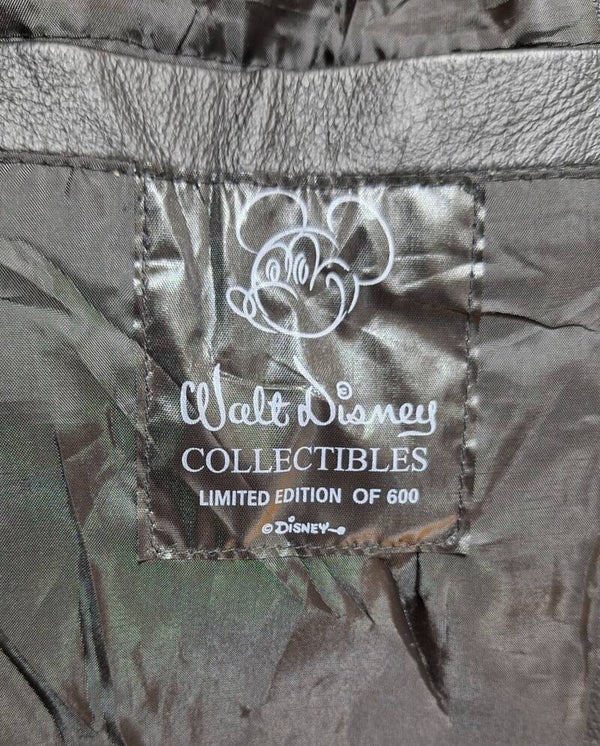 Walt Disney
COLLECTIBLES
LIMITED EDITION OF 600
© DISNEY